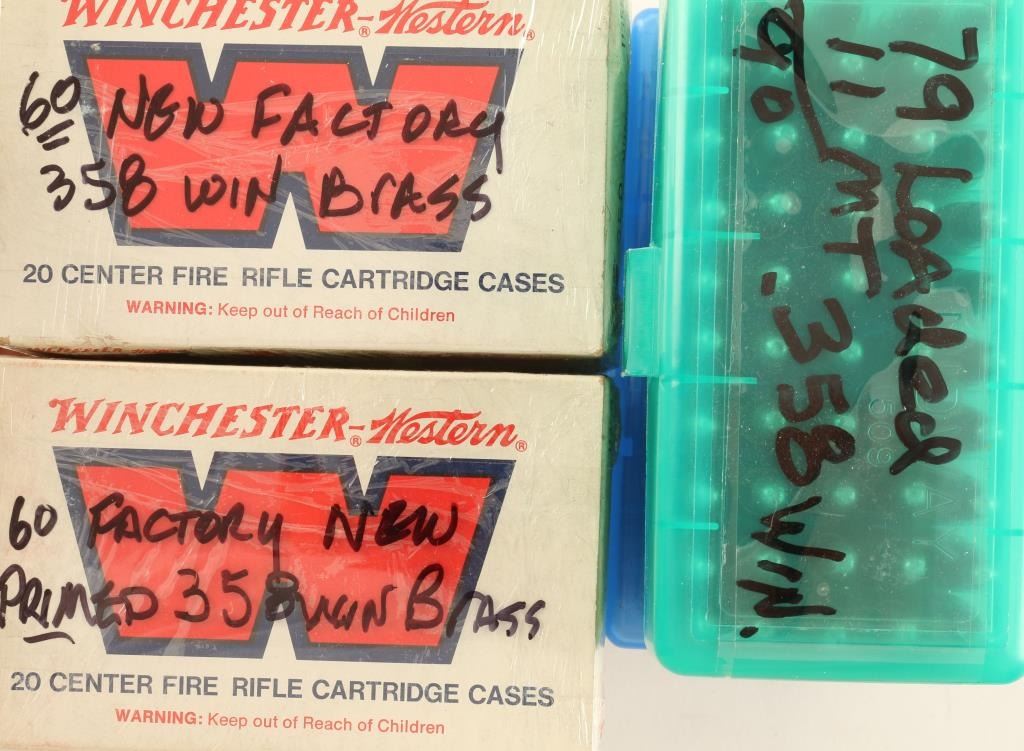 WINCHESTER®-Western®
60 NEW FACTORY
358 WIN BrASS
20 CENTER FIRE RIFLE CARTRIDGE CASES
WARNING: Keep out of Reach of Children
WINCHESTER®-Western®
60 FACTORY NEW
PRIMED 358 WIN BrASS
20 CENTER FIRE RIFLE CARTRIDGE CASES
WARNING: Keep out of Reach of Children
79 LOADed
11 MT. 358 WIN.
90
509